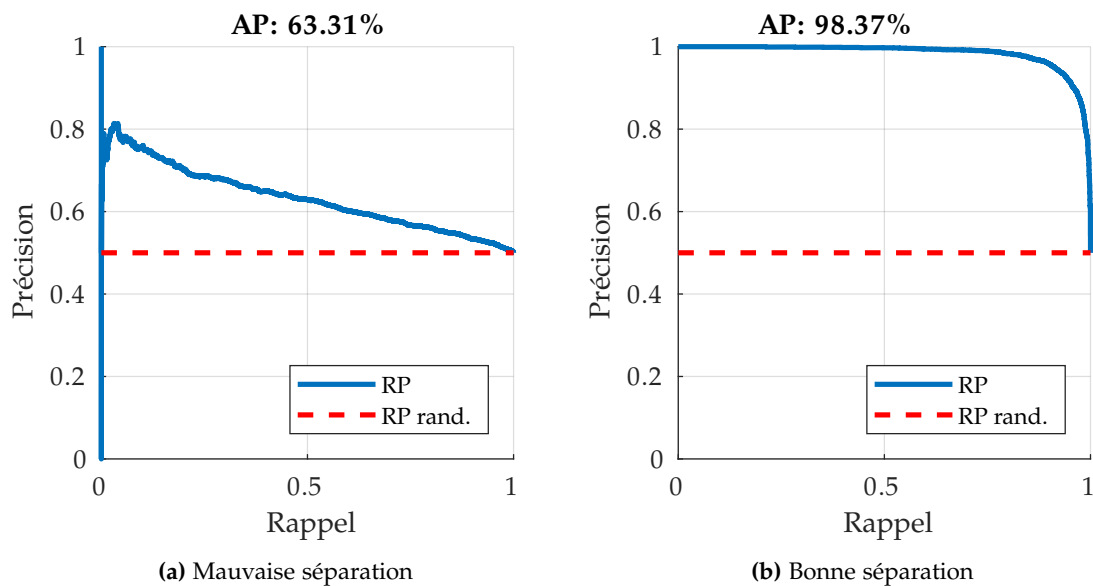 AP: 63.31%
1
0.8
0.6
0.4
0.2
0
0
0.5
1
Précision
Rappel
RP
RP rand.
(a) Mauvaise séparation
AP: 98.37%
1
0.8
0.6
0.4
0.2
0
0
0.5
1
Précision
Rappel
RP
RP rand.
(b) Bonne séparation